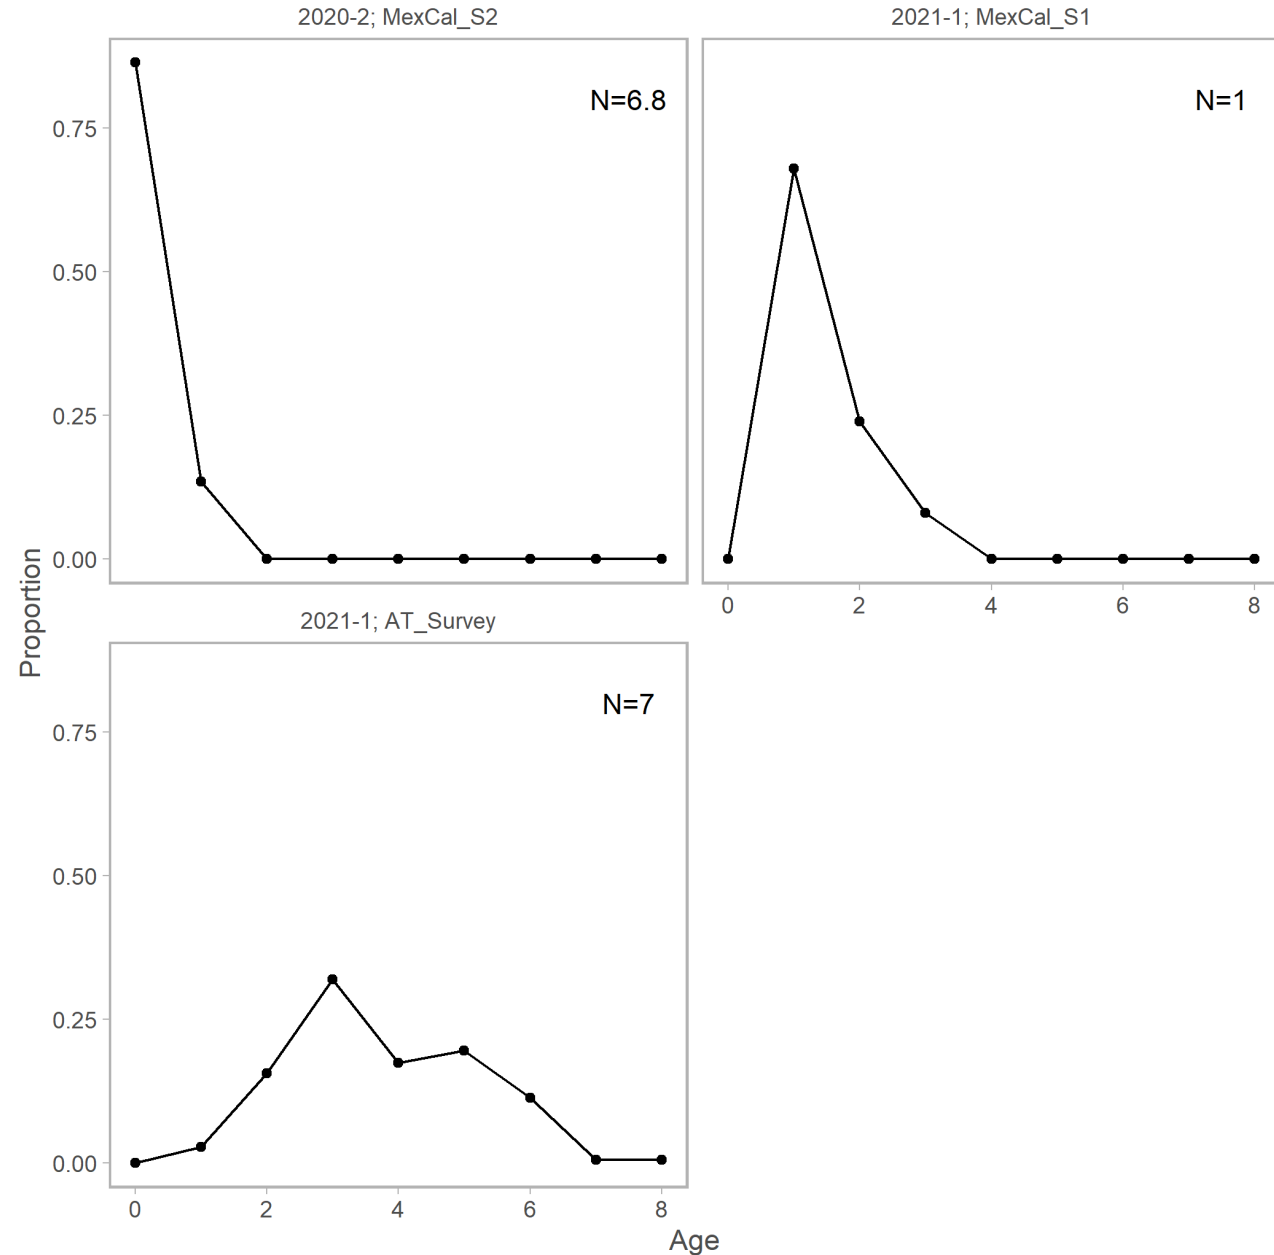 2020-2; MexCal_S2
2021-1; MexCal_S1
N=6.8
N=1
0.75
0.50
0.25
0.00
0 2 4 6 8
2021-1; AT_Survey
N=7
0.75
0.50
0.25
0.00
0 2 4 6 8
Proportion
Age